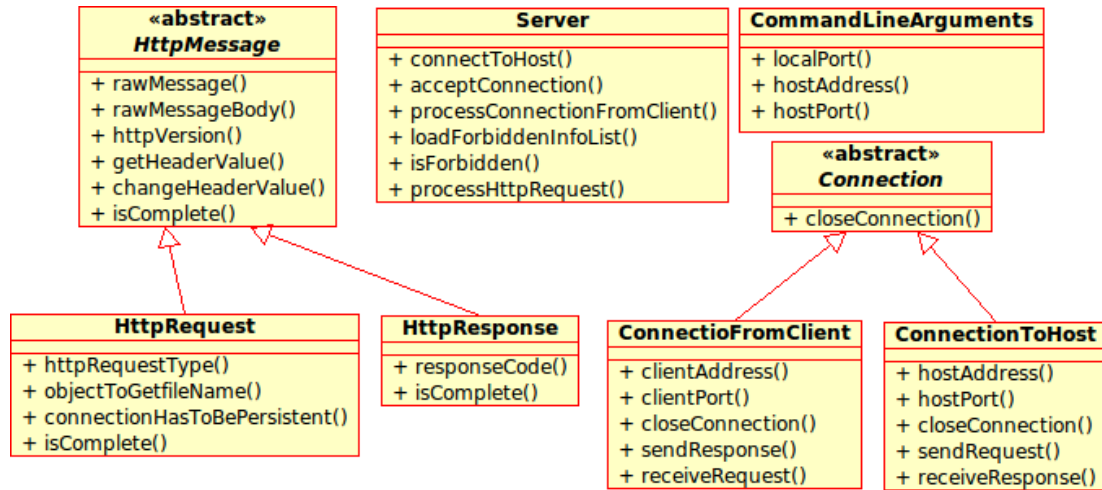 «abstract»
HttpMessage
+ rawMessage()
+ rawMessageBody()
+ httpVersion()
+ getHeaderValue()
+ changeHeaderValue()
+ isComplete()
Server
+ connectToHost()
+ acceptConnection()
+ processConnectionFromClient()
+ loadForbiddenInfoList()
+ isForbidden()
+ processHttpRequest()
CommandLineArguments
+ localPort()
+ hostAddress()
+ hostPort()
«abstract»
Connection
+ closeConnection()
HttpRequest
+ httpRequestType()
+ objectToGetfileName()
+ connectionHasToBePersistent()
+ isComplete()
HttpResponse
+ responseCode()
+ isComplete()
ConnectioFromClient
+ clientAddress()
+ clientPort()
+ closeConnection()
+ sendResponse()
+ receiveRequest()
ConnectionToHost
+ hostAddress()
+ hostPort()
+ closeConnection()
+ sendRequest()
+ receiveResponse()